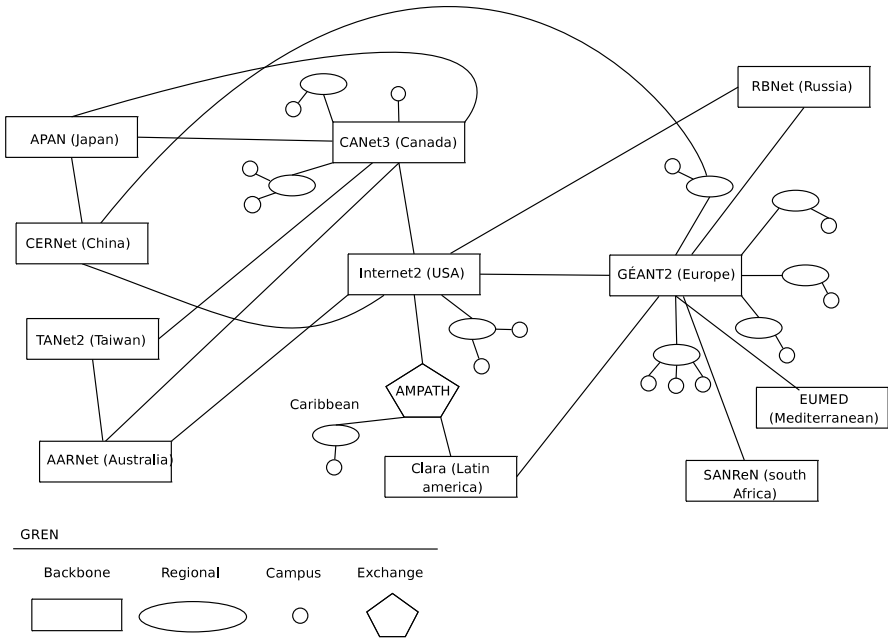 RBNet (Russia)
APAN (Japan)
CANet3 (Canada)
CERNet (China)
Internet2 (USA)
GÉANT2 (Europe)
TANet2 (Taiwan)
AMPATH
Caribbean
EUMED
(Mediterranean)
AARNet (Australia)
Clara (Latin
america)
SANReN (south
Africa)
GREN
Backbone Regional Campus Exchange